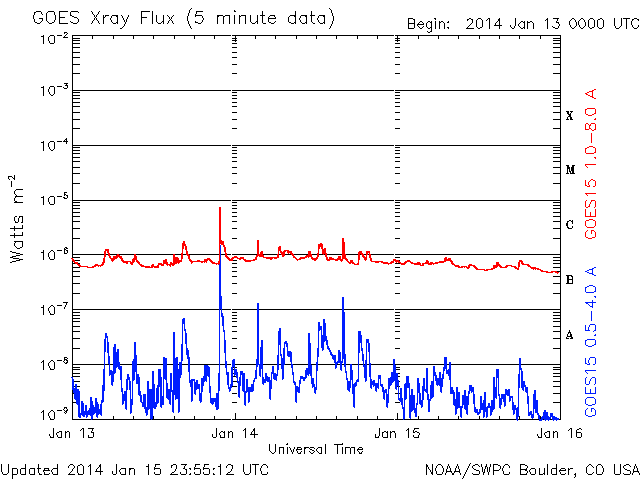 GOES Xray Flux (5 minute data)
Begin: 2014 Jan 13 0000 UTC
10⁻²
10⁻³
10⁻⁴
10⁻⁵
10⁻⁶
10⁻⁷
10⁻⁸
10⁻⁹
Watts m⁻²
X
M
C
B
A
GOES15 1.0-8.0 A
GOES15 0.5-4.0 A
Jan 13
Jan 14
Jan 15
Jan 16
Universal Time
Updated 2014 Jan 15 23:55:12 UTC
NOAA/SWPC Boulder, CO USA